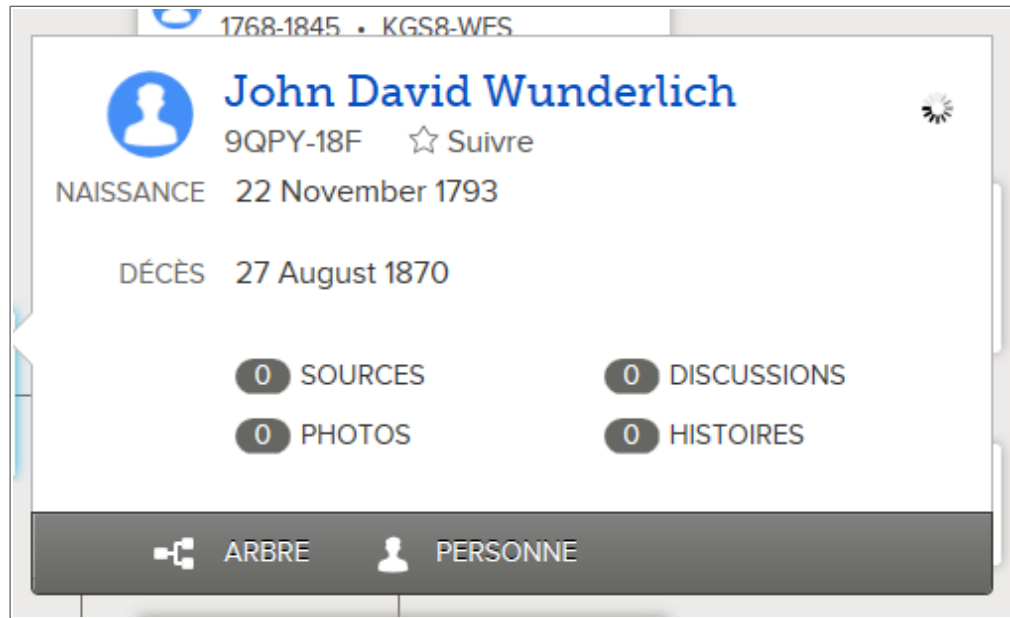 1768-1845 • KGS8-WFS
John David Wunderlich
9QPY-18F ☆ Suivre
NAISSANCE 22 November 1793
DÉCÈS 27 August 1870
0 SOURCES 0 DISCUSSIONS
0 PHOTOS 0 HISTOIRES
ARBRE PERSONNE